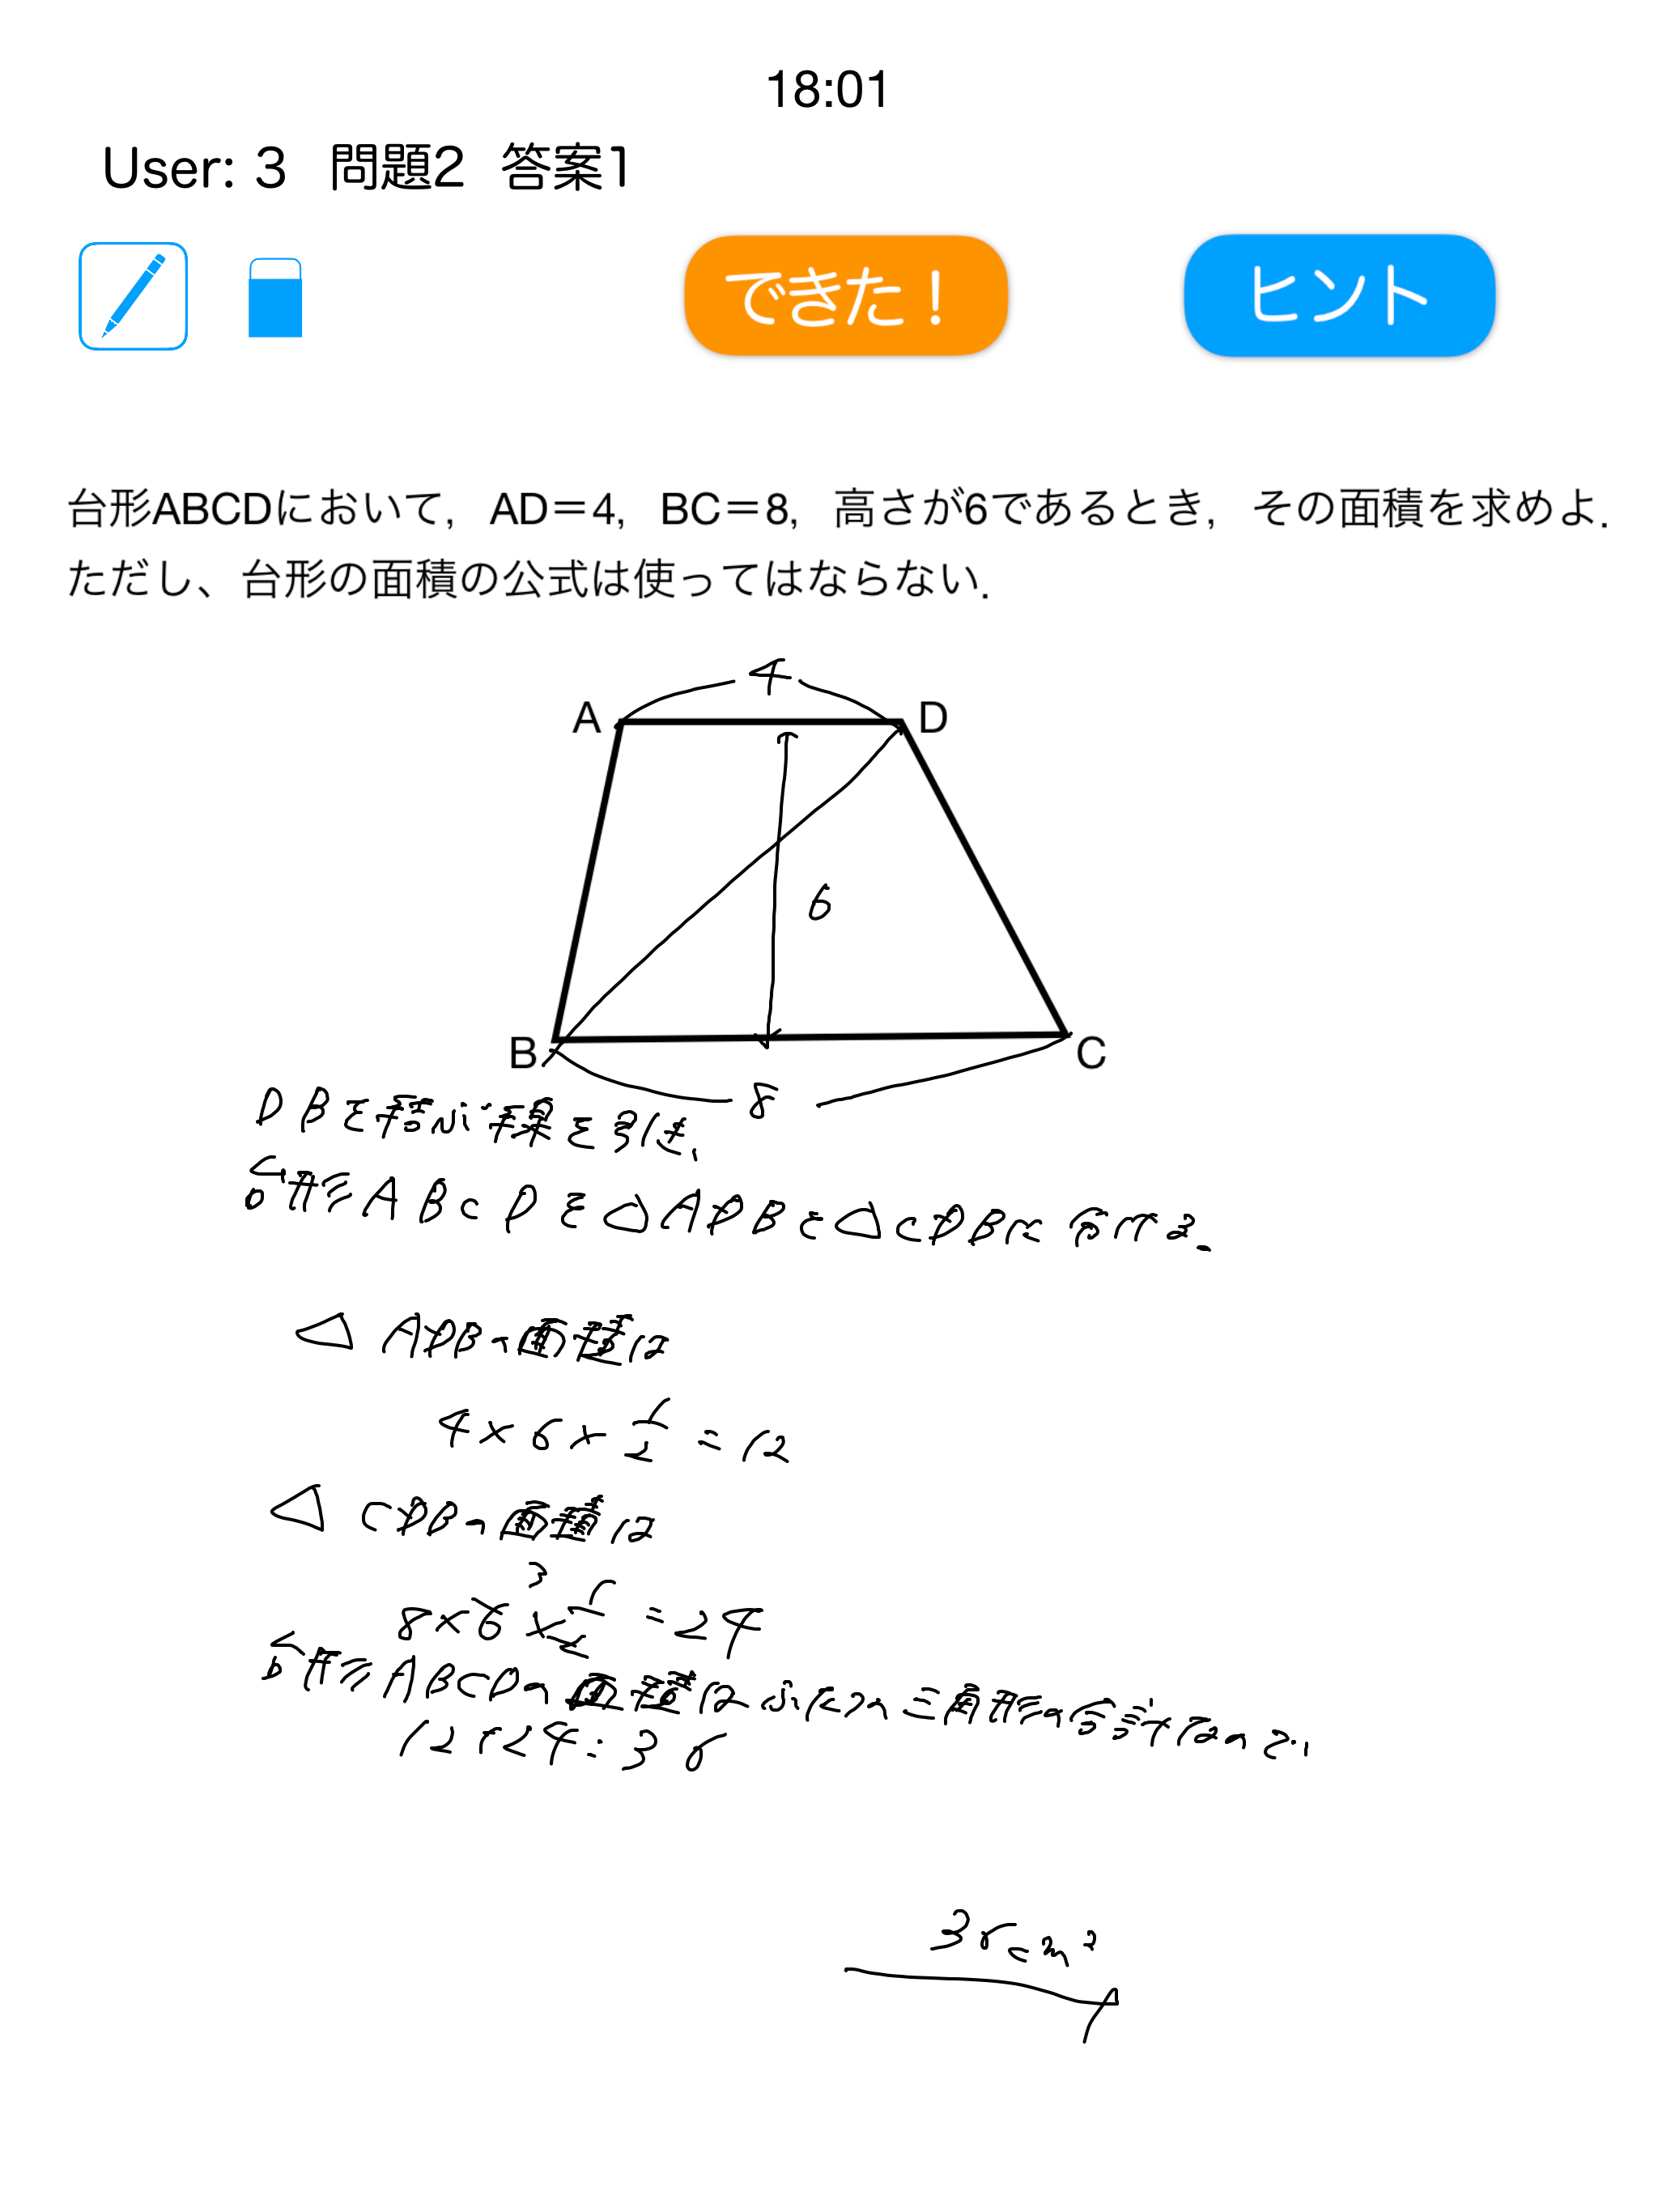 18:01
User: 3 問題2 答案1
できた！ ヒント
台形ABCDにおいて，AD＝4，BC＝8，高さが6であるとき，その面積を求めよ．
ただし、台形の面積の公式は使ってはならない．
4
A D
6
B C
8
DBを結ぶ線を引き、
台形ABCDを△ADBと△CDBに分ける。
△ADBの面積は
4×6×1/2=12
△CDBの面積は
3
8×6×1/2=24
台形ABCDの面積はふたつの三角形の合計なので、
12+24=36
36cm²